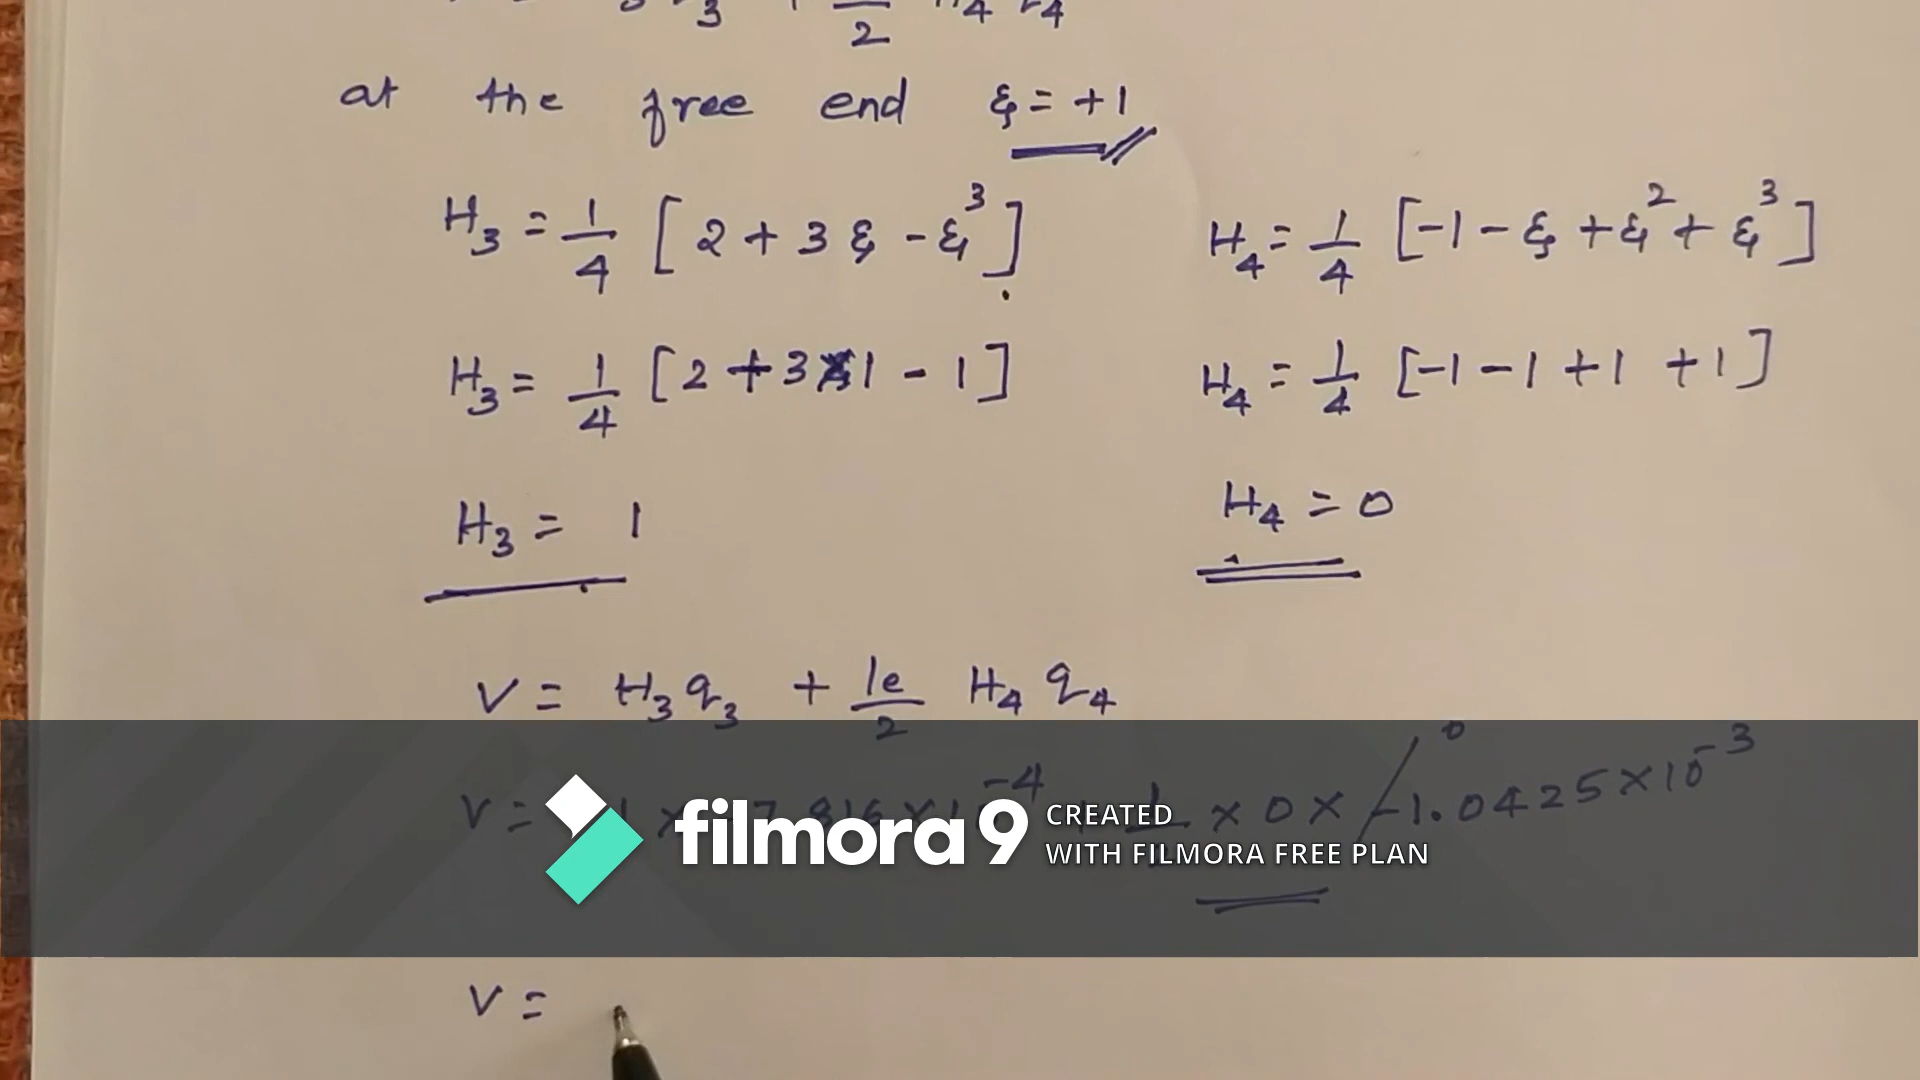 at the free end ξ = +1
H₃ = 1/4 [2 + 3ξ - ξ³]
H₄ = 1/4 [-1 - ξ + ξ² + ξ³]
H₃ = 1/4 [2 + 3×1 - 1]
H₄ = 1/4 [-1 - 1 + 1 + 1]
H₃ = 1
H₄ = 0
V = H₃ q₃ + le/2 H₄ q₄
V = × 0 × -1.0425×10⁻³ 0
filmora9 CREATED
WITH FILMORA FREE PLAN
V =